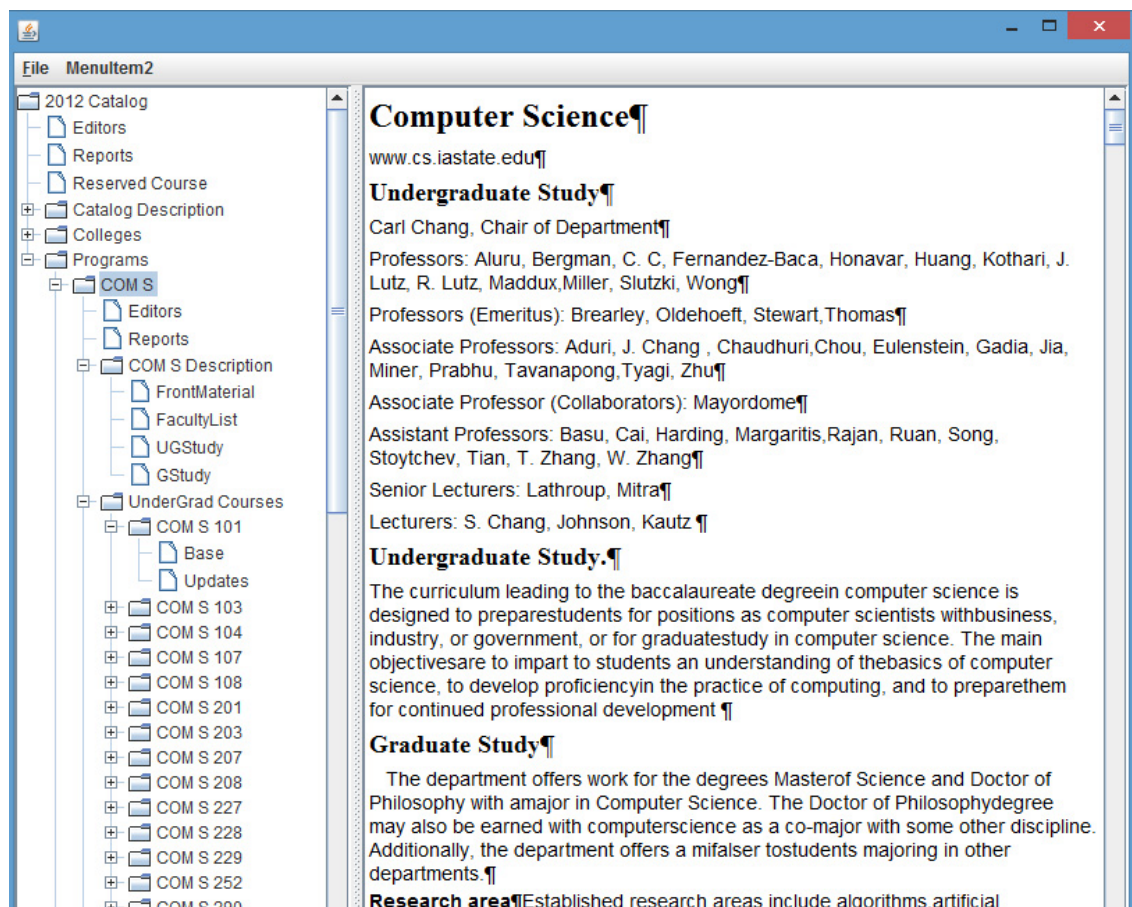 File MenuItem2
2012 Catalog
Editors
Reports
Reserved Course
Catalog Description
Colleges
Programs
COM S
Editors
Reports
COM S Description
FrontMaterial
FacultyList
UGStudy
GStudy
UnderGrad Courses
COM S 101
Base
Updates
COM S 103
COM S 104
COM S 107
COM S 108
COM S 201
COM S 203
COM S 207
COM S 208
COM S 227
COM S 228
COM S 229
COM S 252
Computer Science¶
www.cs.iastate.edu¶
Undergraduate Study¶
Carl Chang, Chair of Department¶
Professors: Aluru, Bergman, C. C, Fernandez-Baca, Honavar, Huang, Kothari, J.
Lutz, R. Lutz, Maddux,Miller, Slutzki, Wong¶
Professors (Emeritus): Brearley, Oldehoeft, Stewart,Thomas¶
Associate Professors: Aduri, J. Chang , Chaudhuri,Chou, Eulenstein, Gadia, Jia,
Miner, Prabhu, Tavanapong,Tyagi, Zhu¶
Associate Professor (Collaborators): Mayordome¶
Assistant Professors: Basu, Cai, Harding, Margaritis,Rajan, Ruan, Song,
Stoytchev, Tian, T. Zhang, W. Zhang¶
Senior Lecturers: Lathroup, Mitra¶
Lecturers: S. Chang, Johnson, Kautz ¶
Undergraduate Study.¶
The curriculum leading to the baccalaureate degreein computer science is
designed to preparestudents for positions as computer scientists withbusiness,
industry, or government, or for graduatestudy in computer science. The main
objectivesare to impart to students an understanding of thebasics of computer
science, to develop proficiencyin the practice of computing, and to preparethem
for continued professional development ¶
Graduate Study¶
The department offers work for the degrees Masterof Science and Doctor of
Philosophy with amajor in Computer Science. The Doctor of Philosophydegree
may also be earned with computerscience as a co-major with some other discipline.
Additionally, the department offers a mifalser tostudents majoring in other
departments.¶
Research area¶Established research areas include algorithms artificial